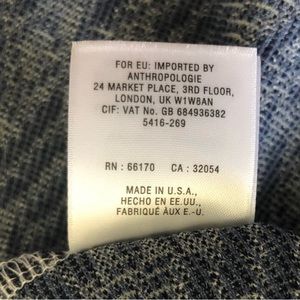 FOR EU: IMPORTED BY
ANTHROPOLOGIE
24 MARKET PLACE, 3RD FLOOR,
LONDON, UK W1W8AN
CIF: VAT No. GB 684936382
5416-269
RN : 66170 CA : 32054
MADE IN U.S.A.,
HECHO EN EE.UU.,
FABRIQUÉ AUX E.-U.